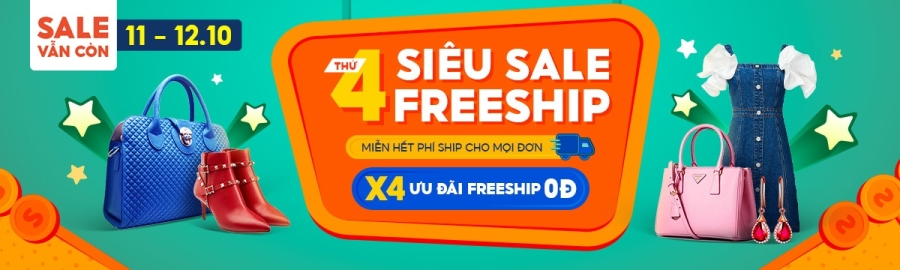 SALE
VẪN CÒN
11 - 12.10
THỨ
4
SIÊU SALE
FREESHIP
MIỄN HẾT PHÍ SHIP CHO MỌI ĐƠN
X4 ƯU ĐÃI FREESHIP 0Đ